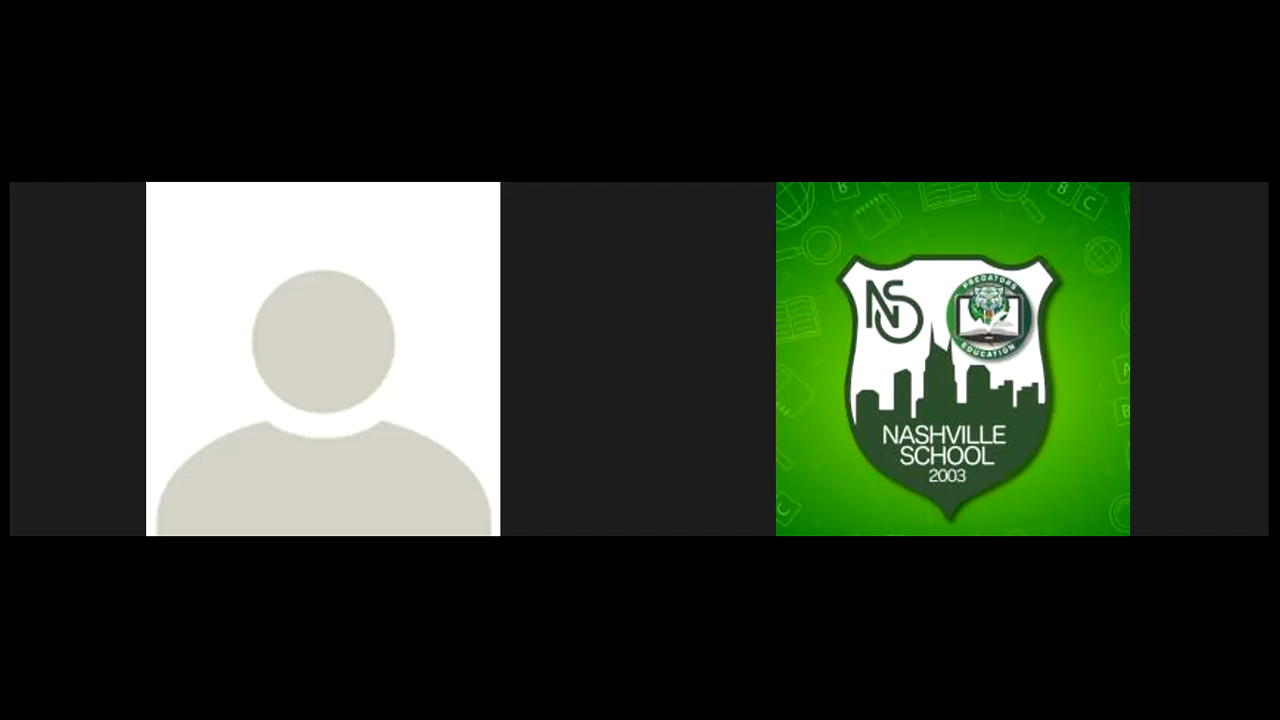 B
B
C
NS
PREDATORS
EDUCATION
A
B
NASHVILLE
SCHOOL
2003
C